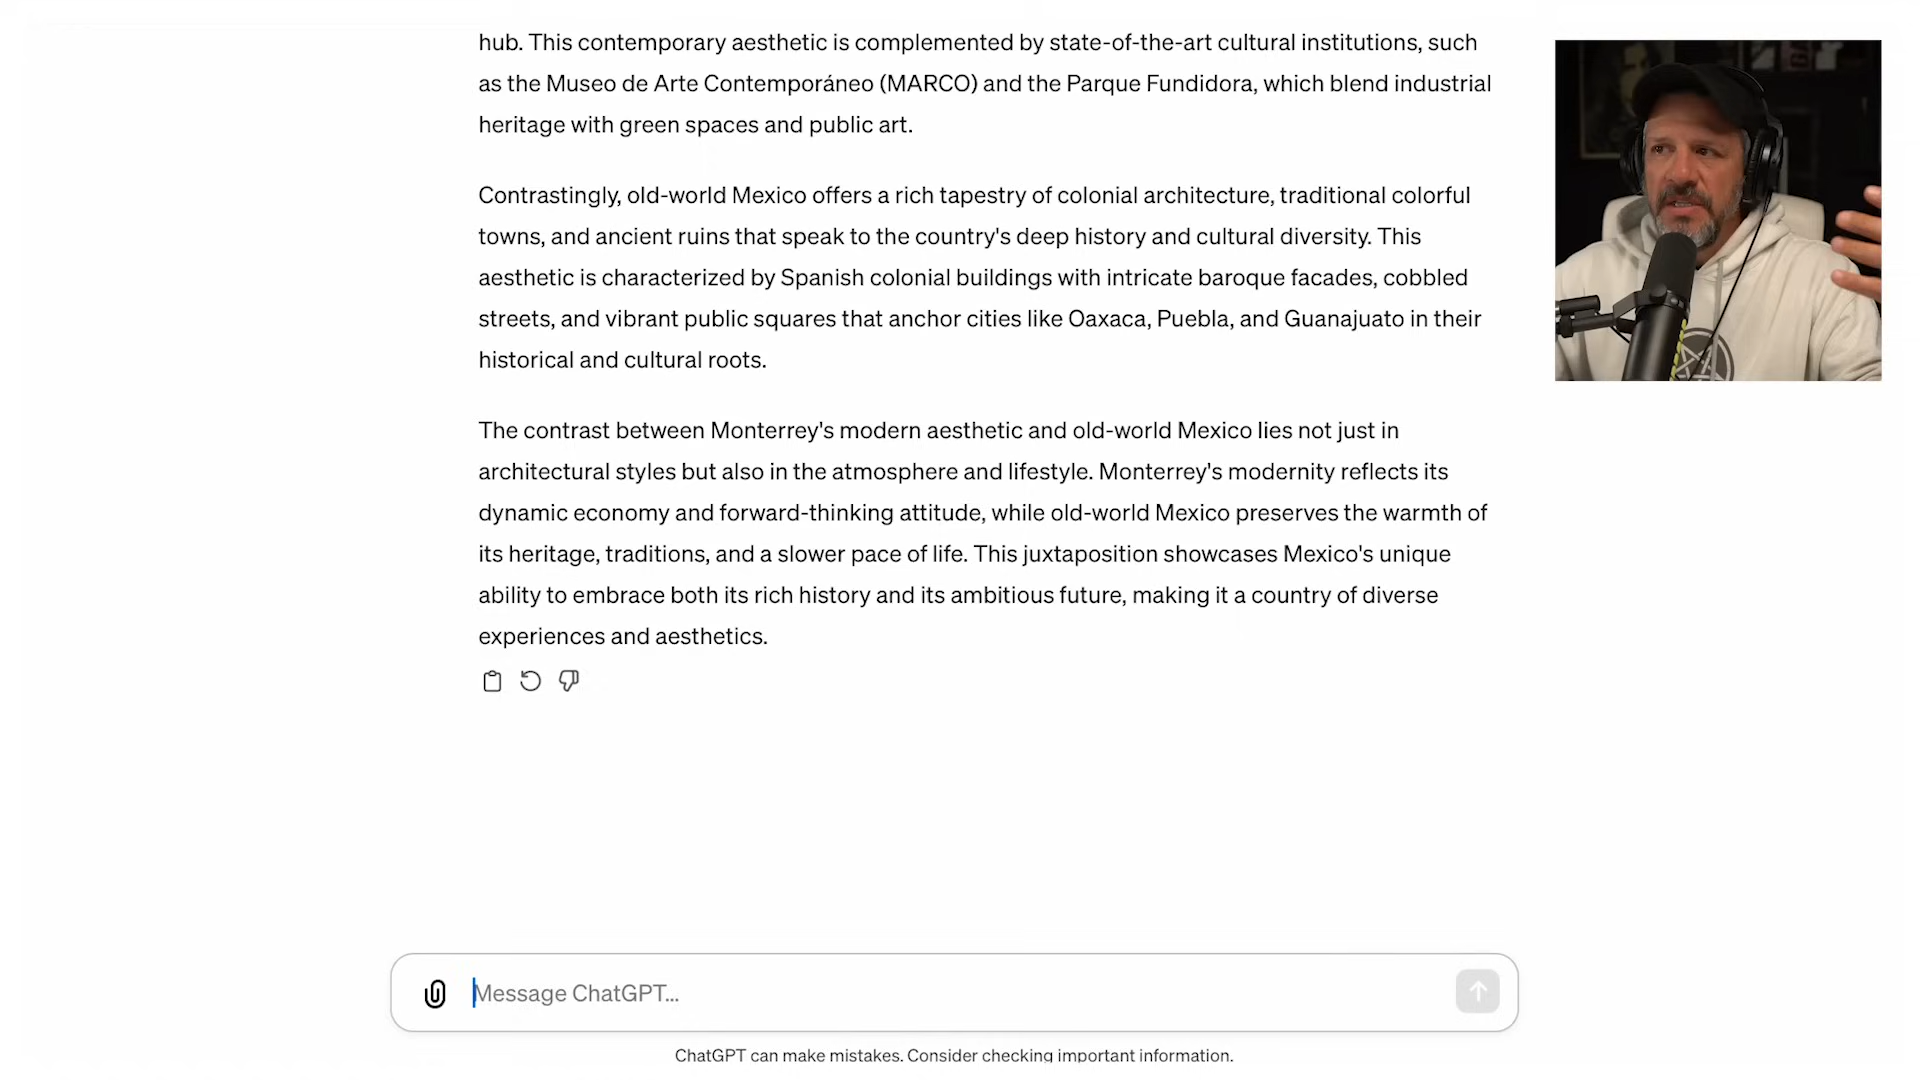 hub. This contemporary aesthetic is complemented by state-of-the-art cultural institutions, such
as the Museo de Arte Contemporáneo (MARCO) and the Parque Fundidora, which blend industrial
heritage with green spaces and public art.
Contrastingly, old-world Mexico offers a rich tapestry of colonial architecture, traditional colorful
towns, and ancient ruins that speak to the country's deep history and cultural diversity. This
aesthetic is characterized by Spanish colonial buildings with intricate baroque facades, cobbled
streets, and vibrant public squares that anchor cities like Oaxaca, Puebla, and Guanajuato in their
historical and cultural roots.
The contrast between Monterrey's modern aesthetic and old-world Mexico lies not just in
architectural styles but also in the atmosphere and lifestyle. Monterrey's modernity reflects its
dynamic economy and forward-thinking attitude, while old-world Mexico preserves the warmth of
its heritage, traditions, and a slower pace of life. This juxtaposition showcases Mexico's unique
ability to embrace both its rich history and its ambitious future, making it a country of diverse
experiences and aesthetics.
Message ChatGPT...
ChatGPT can make mistakes. Consider checking important information.